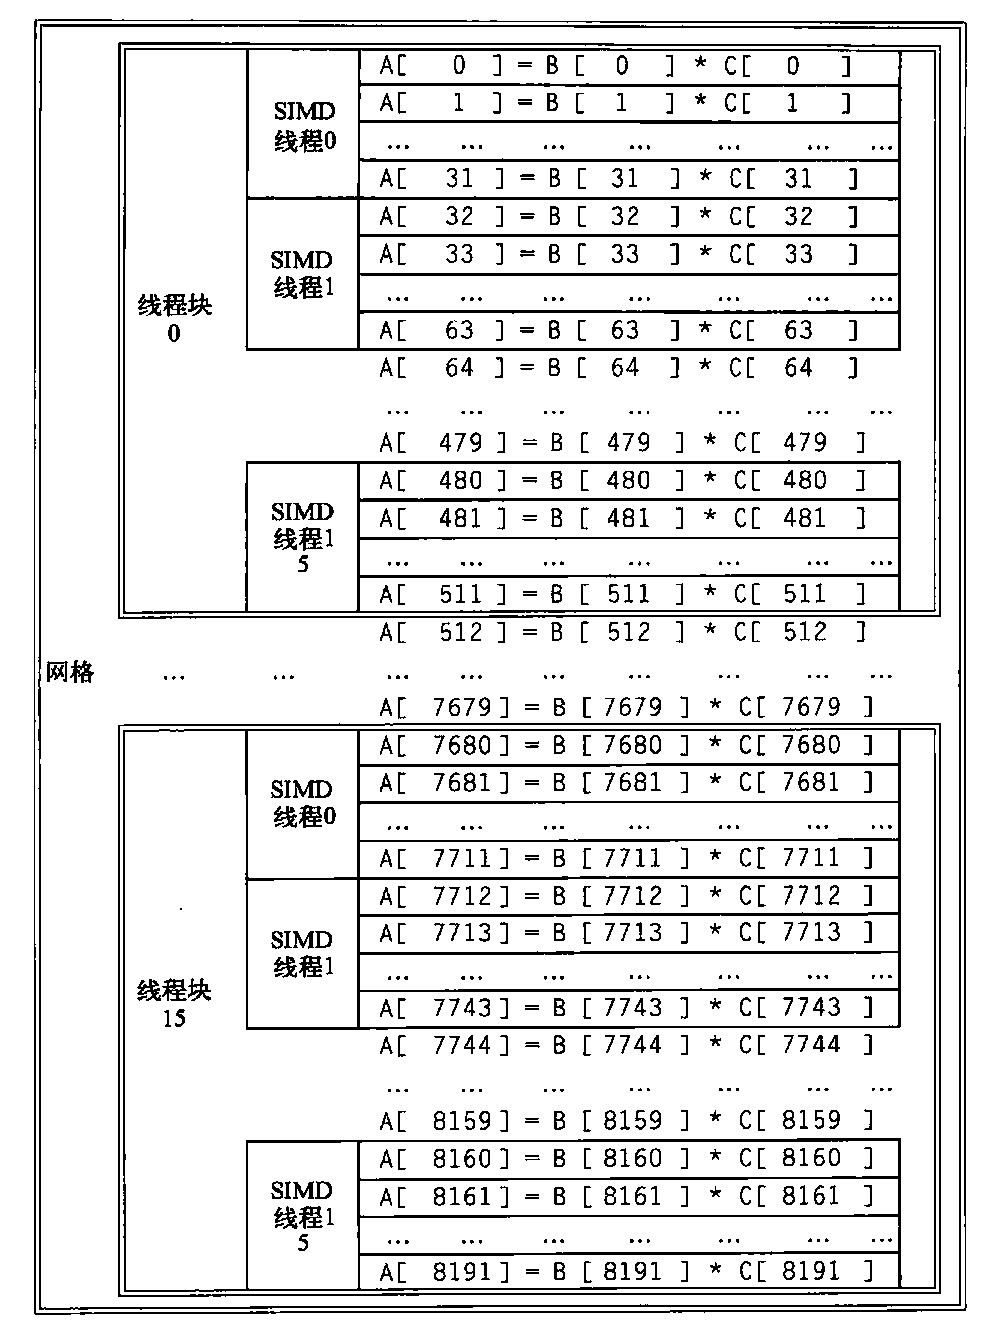 A[ 0 ] = B [ 0 ] * C[ 0 ]
A[ 1 ] = B [ 1 ] * C[ 1 ]
SIMD
线程0
... ... ... ... ... ... ...
A[ 31 ] = B [ 31 ] * C[ 31 ]
A[ 32 ] = B [ 32 ] * C[ 32 ]
A[ 33 ] = B [ 33 ] * C[ 33 ]
SIMD
线程1
... ... ... ... ... ... ...
线程块
0
A[ 63 ] = B [ 63 ] * C[ 63 ]
A[ 64 ] = B [ 64 ] * C[ 64 ]
... ... ... ... ... ... ...
A[ 479 ] = B [ 479 ] * C[ 479 ]
A[ 480 ] = B [ 480 ] * C[ 480 ]
A[ 481 ] = B [ 481 ] * C[ 481 ]
SIMD
线程1
5
... ... ... ... ... ... ...
A[ 511 ] = B [ 511 ] * C[ 511 ]
A[ 512 ] = B [ 512 ] * C[ 512 ]
网格 ... ... ... ... ... ... ... ... ...
A[ 7679 ] = B [ 7679 ] * C[ 7679 ]
A[ 7680 ] = B [ 7680 ] * C[ 7680 ]
A[ 7681 ] = B [ 7681 ] * C[ 7681 ]
SIMD
线程0
... ... ... ... ... ... ...
A[ 7711 ] = B [ 7711 ] * C[ 7711 ]
A[ 7712 ] = B [ 7712 ] * C[ 7712 ]
A[ 7713 ] = B [ 7713 ] * C[ 7713 ]
SIMD
线程1
... ... ... ... ... ... ...
线程块
15
A[ 7743 ] = B [ 7743 ] * C[ 7743 ]
A[ 7744 ] = B [ 7744 ] * C[ 7744 ]
... ... ... ... ... ... ...
A[ 8159 ] = B [ 8159 ] * C[ 8159 ]
A[ 8160 ] = B [ 8160 ] * C[ 8160 ]
A[ 8161 ] = B [ 8161 ] * C[ 8161 ]
SIMD
线程1
5
... ... ... ... ... ... ...
A[ 8191 ] = B [ 8191 ] * C[ 8191 ]